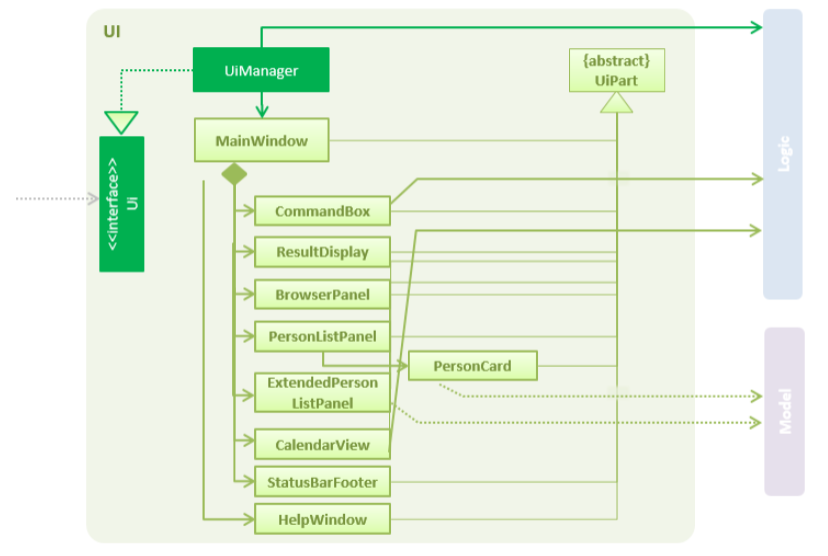 UI
UiManager
{abstract}
UiPart
MainWindow
<<interface>>
Ui
Logic
CommandBox
ResultDisplay
BrowserPanel
PersonListPanel
PersonCard
ExtendedPerson
ListPanel
Model
CalendarView
StatusBarFooter
HelpWindow